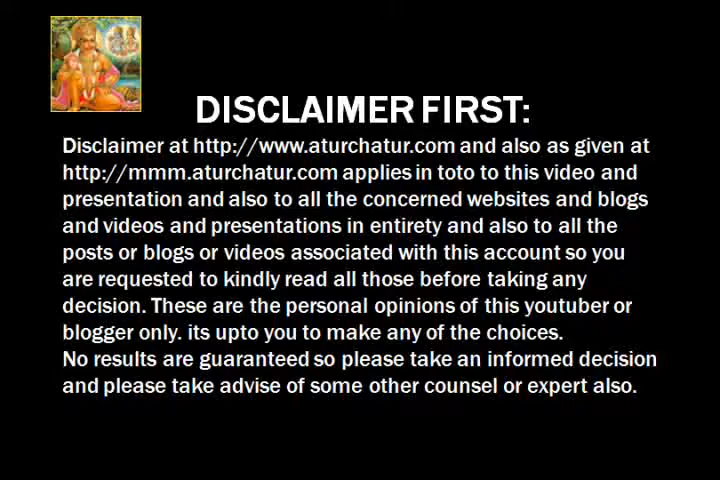 DISCLAIMER FIRST:
Disclaimer at http://www.aturchatur.com and also as given at
http://mmm.aturchatur.com applies in toto to this video and
presentation and also to all the concerned websites and blogs
and videos and presentations in entirety and also to all the
posts or blogs or videos associated with this account so you
are requested to kindly read all those before taking any
decision. These are the personal opinions of this youtuber or
blogger only. its upto you to make any of the choices.
No results are guaranteed so please take an informed decision
and please take advise of some other counsel or expert also.